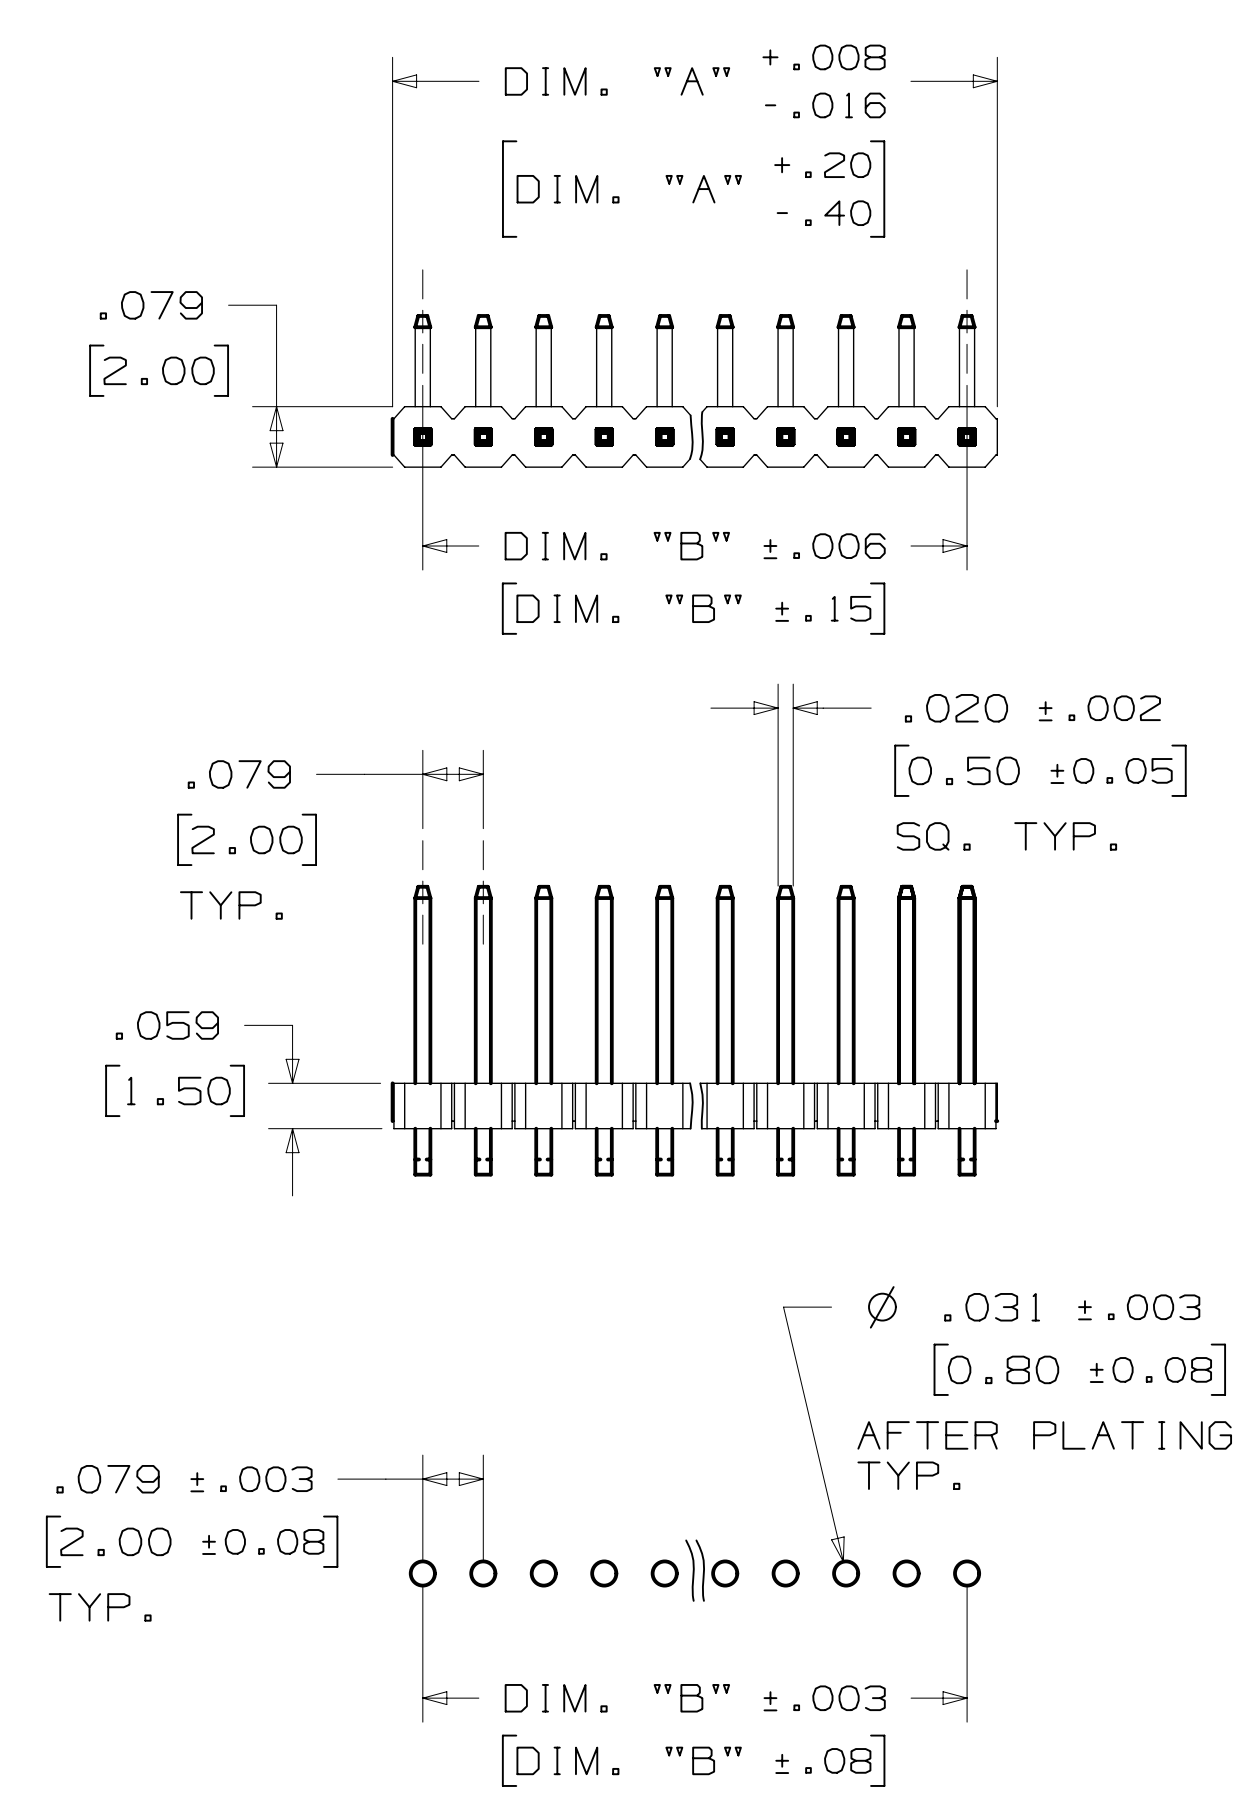 DIM. "A" +.008
-.016
[DIM. "A" +.20
-.40]
.079
[2.00]
DIM. "B" ±.006
[DIM. "B" ±.15]
.020 ±.002
[0.50 ±0.05]
SQ. TYP.
.079
[2.00]
TYP.
.059
[1.50]
Ø .031 ±.003
[0.80 ±0.08]
AFTER PLATING
TYP.
.079 ±.003
[2.00 ±0.08]
TYP.
DIM. "B" ±.003
[DIM. "B" ±.08]